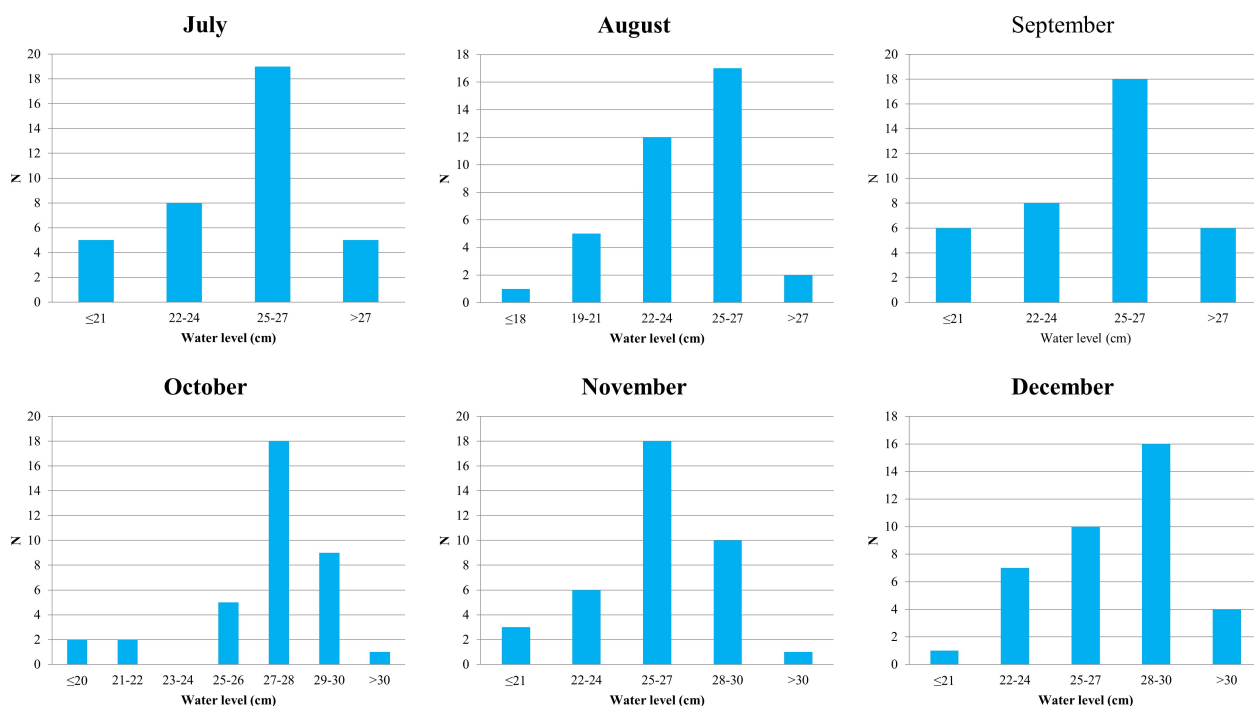 July
20
18
16
14
12
10
8
6
4
2
0
N
≤21 22-24 25-27 >27
Water level (cm)
August
18
16
14
12
10
8
6
4
2
0
N
≤18 19-21 22-24 25-27 >27
Water level (cm)
September
20
18
16
14
12
10
8
6
4
2
0
N
≤21 22-24 25-27 >27
Water level (cm)
October
20
18
16
14
12
10
8
6
4
2
0
N
≤20 21-22 23-24 25-26 27-28 29-30 >30
Water level (cm)
November
20
18
16
14
12
10
8
6
4
2
0
N
≤21 22-24 25-27 28-30 >30
Water level (cm)
December
18
16
14
12
10
8
6
4
2
0
N
≤21 22-24 25-27 28-30 >30
Water level (cm)